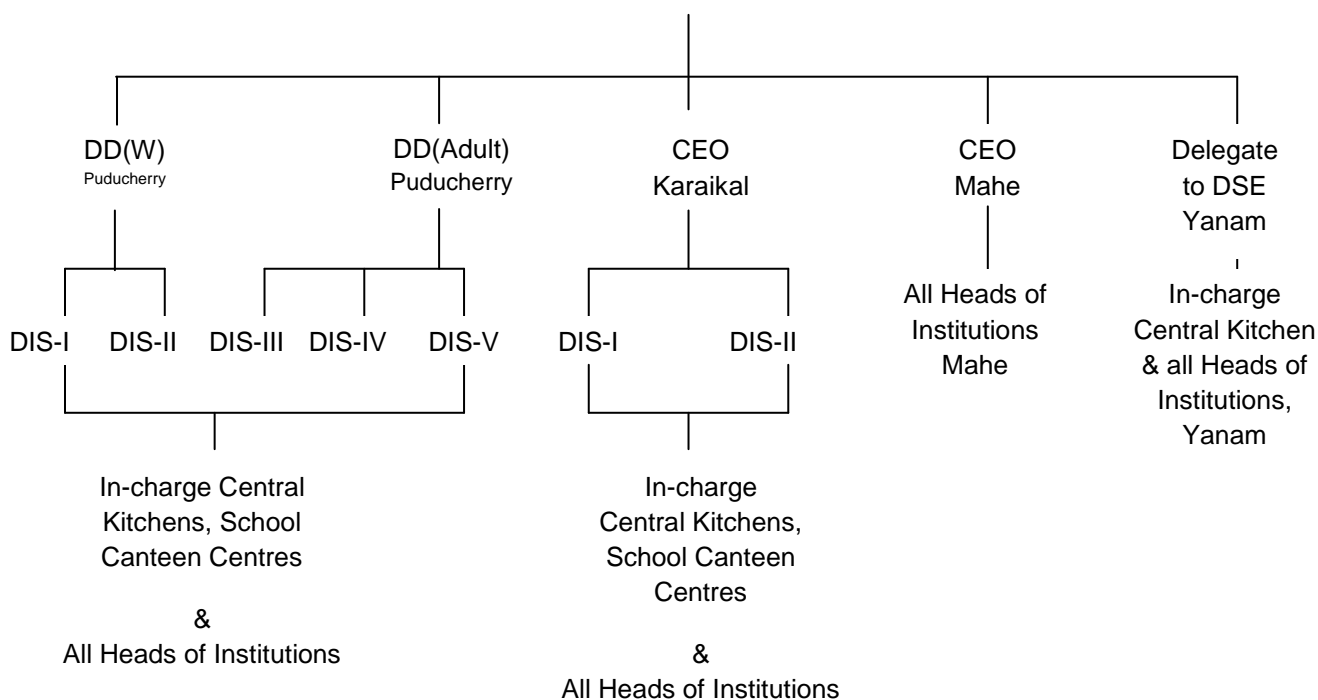 DD(W)
Puducherry
DD(Adult)
Puducherry
CEO
Karaikal
CEO
Mahe
Delegate
to DSE
Yanam
DIS-I
DIS-II
DIS-III
DIS-IV
DIS-V
DIS-I
DIS-II
All Heads of
Institutions
Mahe
In-charge
Central Kitchen
& all Heads of
Institutions,
Yanam
In-charge Central
Kitchens, School
Canteen Centres
&
All Heads of Institutions
In-charge
Central Kitchens,
School Canteen
Centres
&
All Heads of Institutions